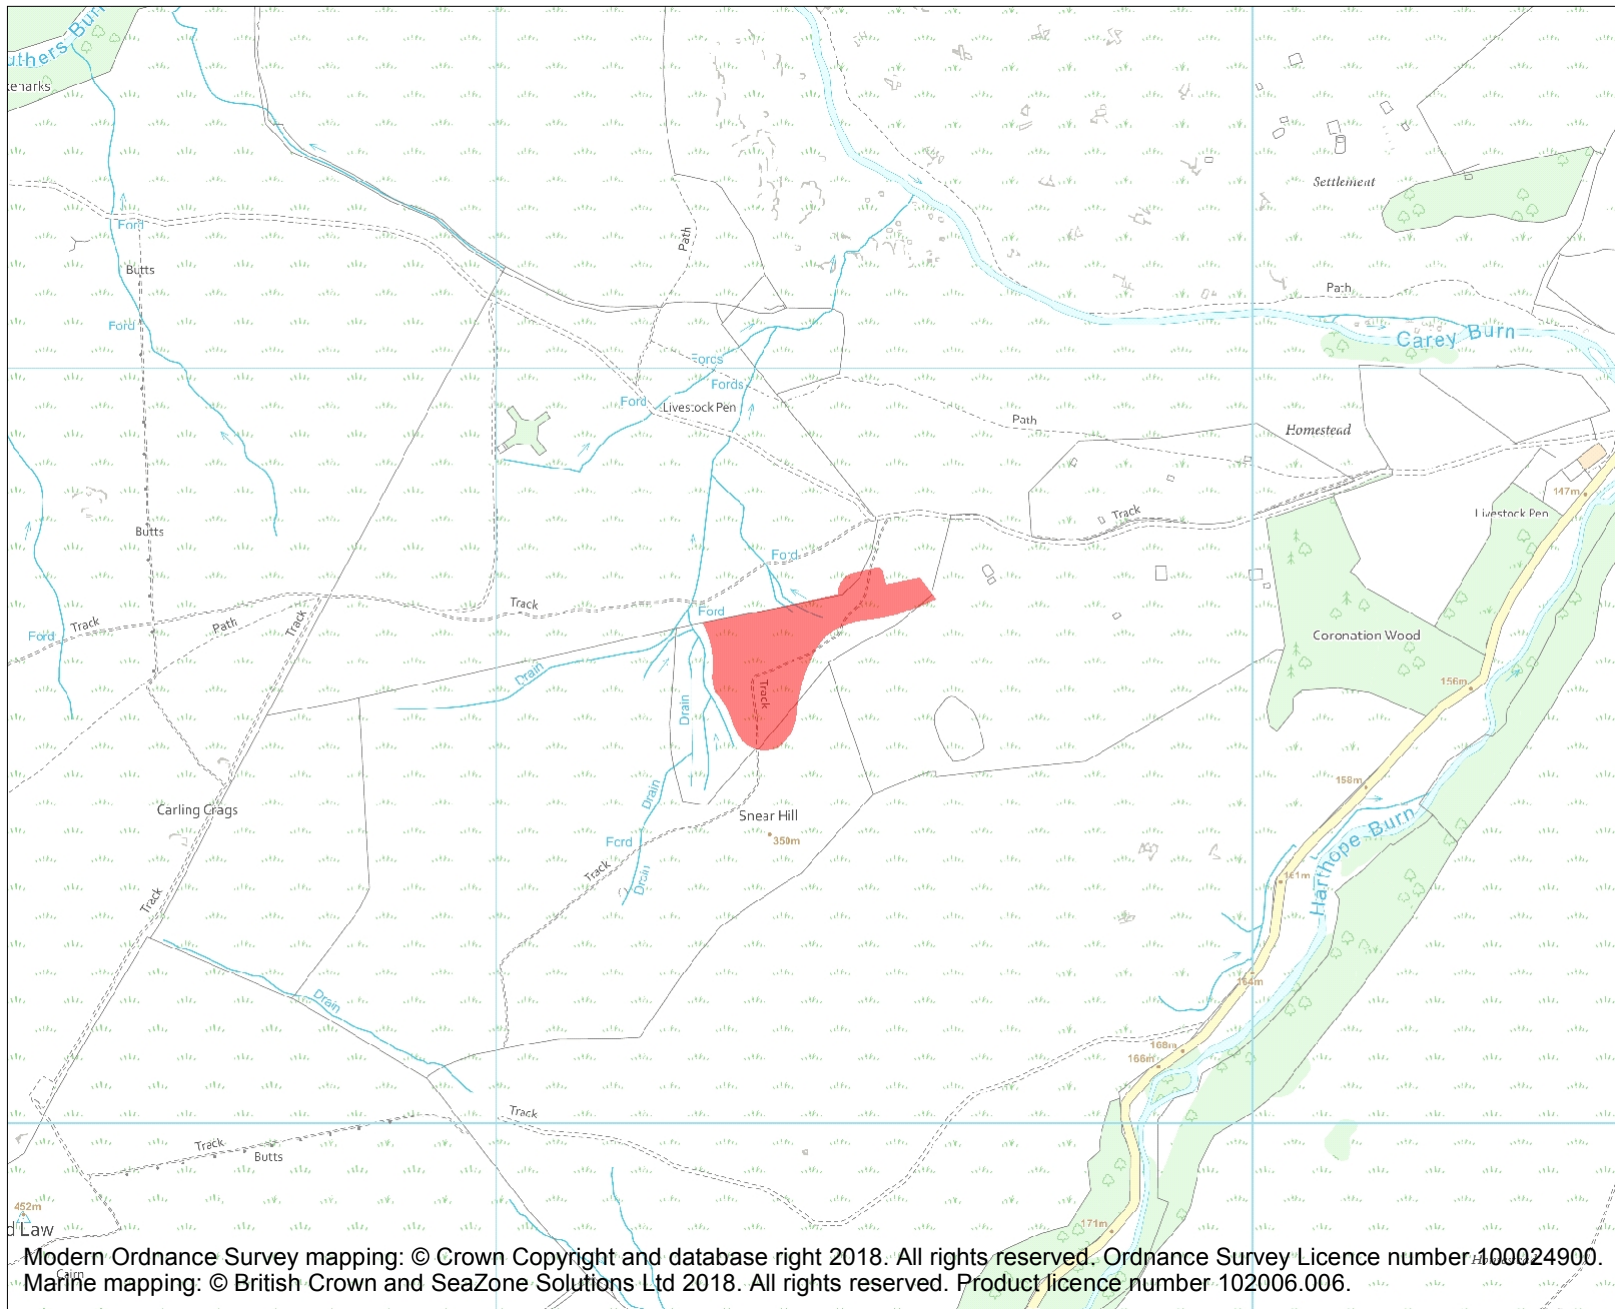 uthers Burn
kenarks
Settlement
Ford
Path
Butts
Path
Ford
Carey Burn
Fords
Ford
Livestock Pen
Path
Homestead
147m
Livestock Pen
Track
Butts
Ford
Track
Ford
Ford
Track
Path
Track
Coronation Wood
Drain
156m
Track
Drain
158m
Drain
Carling Crags
Snear Hill
359m
Harthope Burn
Ford
Track
Drain
161m
Track
164m
Drain
168m
166m
Track
Track
Butts
452m
d Law
171m
Cairn
Modern Ordnance Survey mapping: © Crown Copyright and database right 2018. All rights reserved. Ordnance Survey Licence number 100024900.
Marine mapping: © British Crown and SeaZone Solutions Ltd 2018. All rights reserved. Product licence number 102006.006.